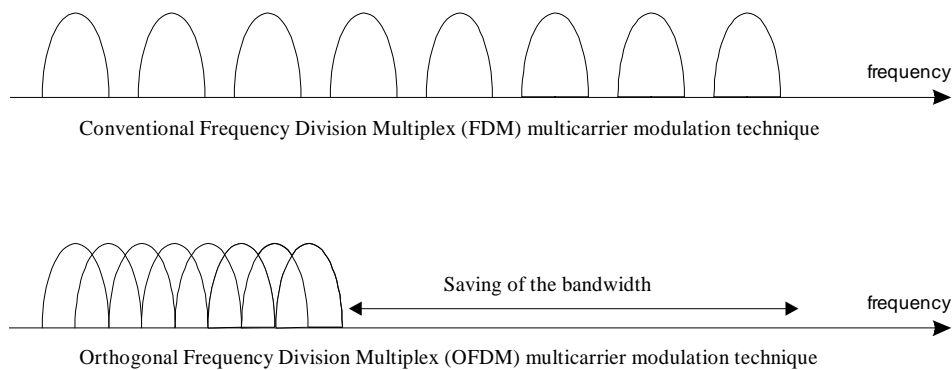 frequency
Conventional Frequency Division Multiplex (FDM) multicarrier modulation technique
Saving of the bandwidth
frequency
Orthogonal Frequency Division Multiplex (OFDM) multicarrier modulation technique